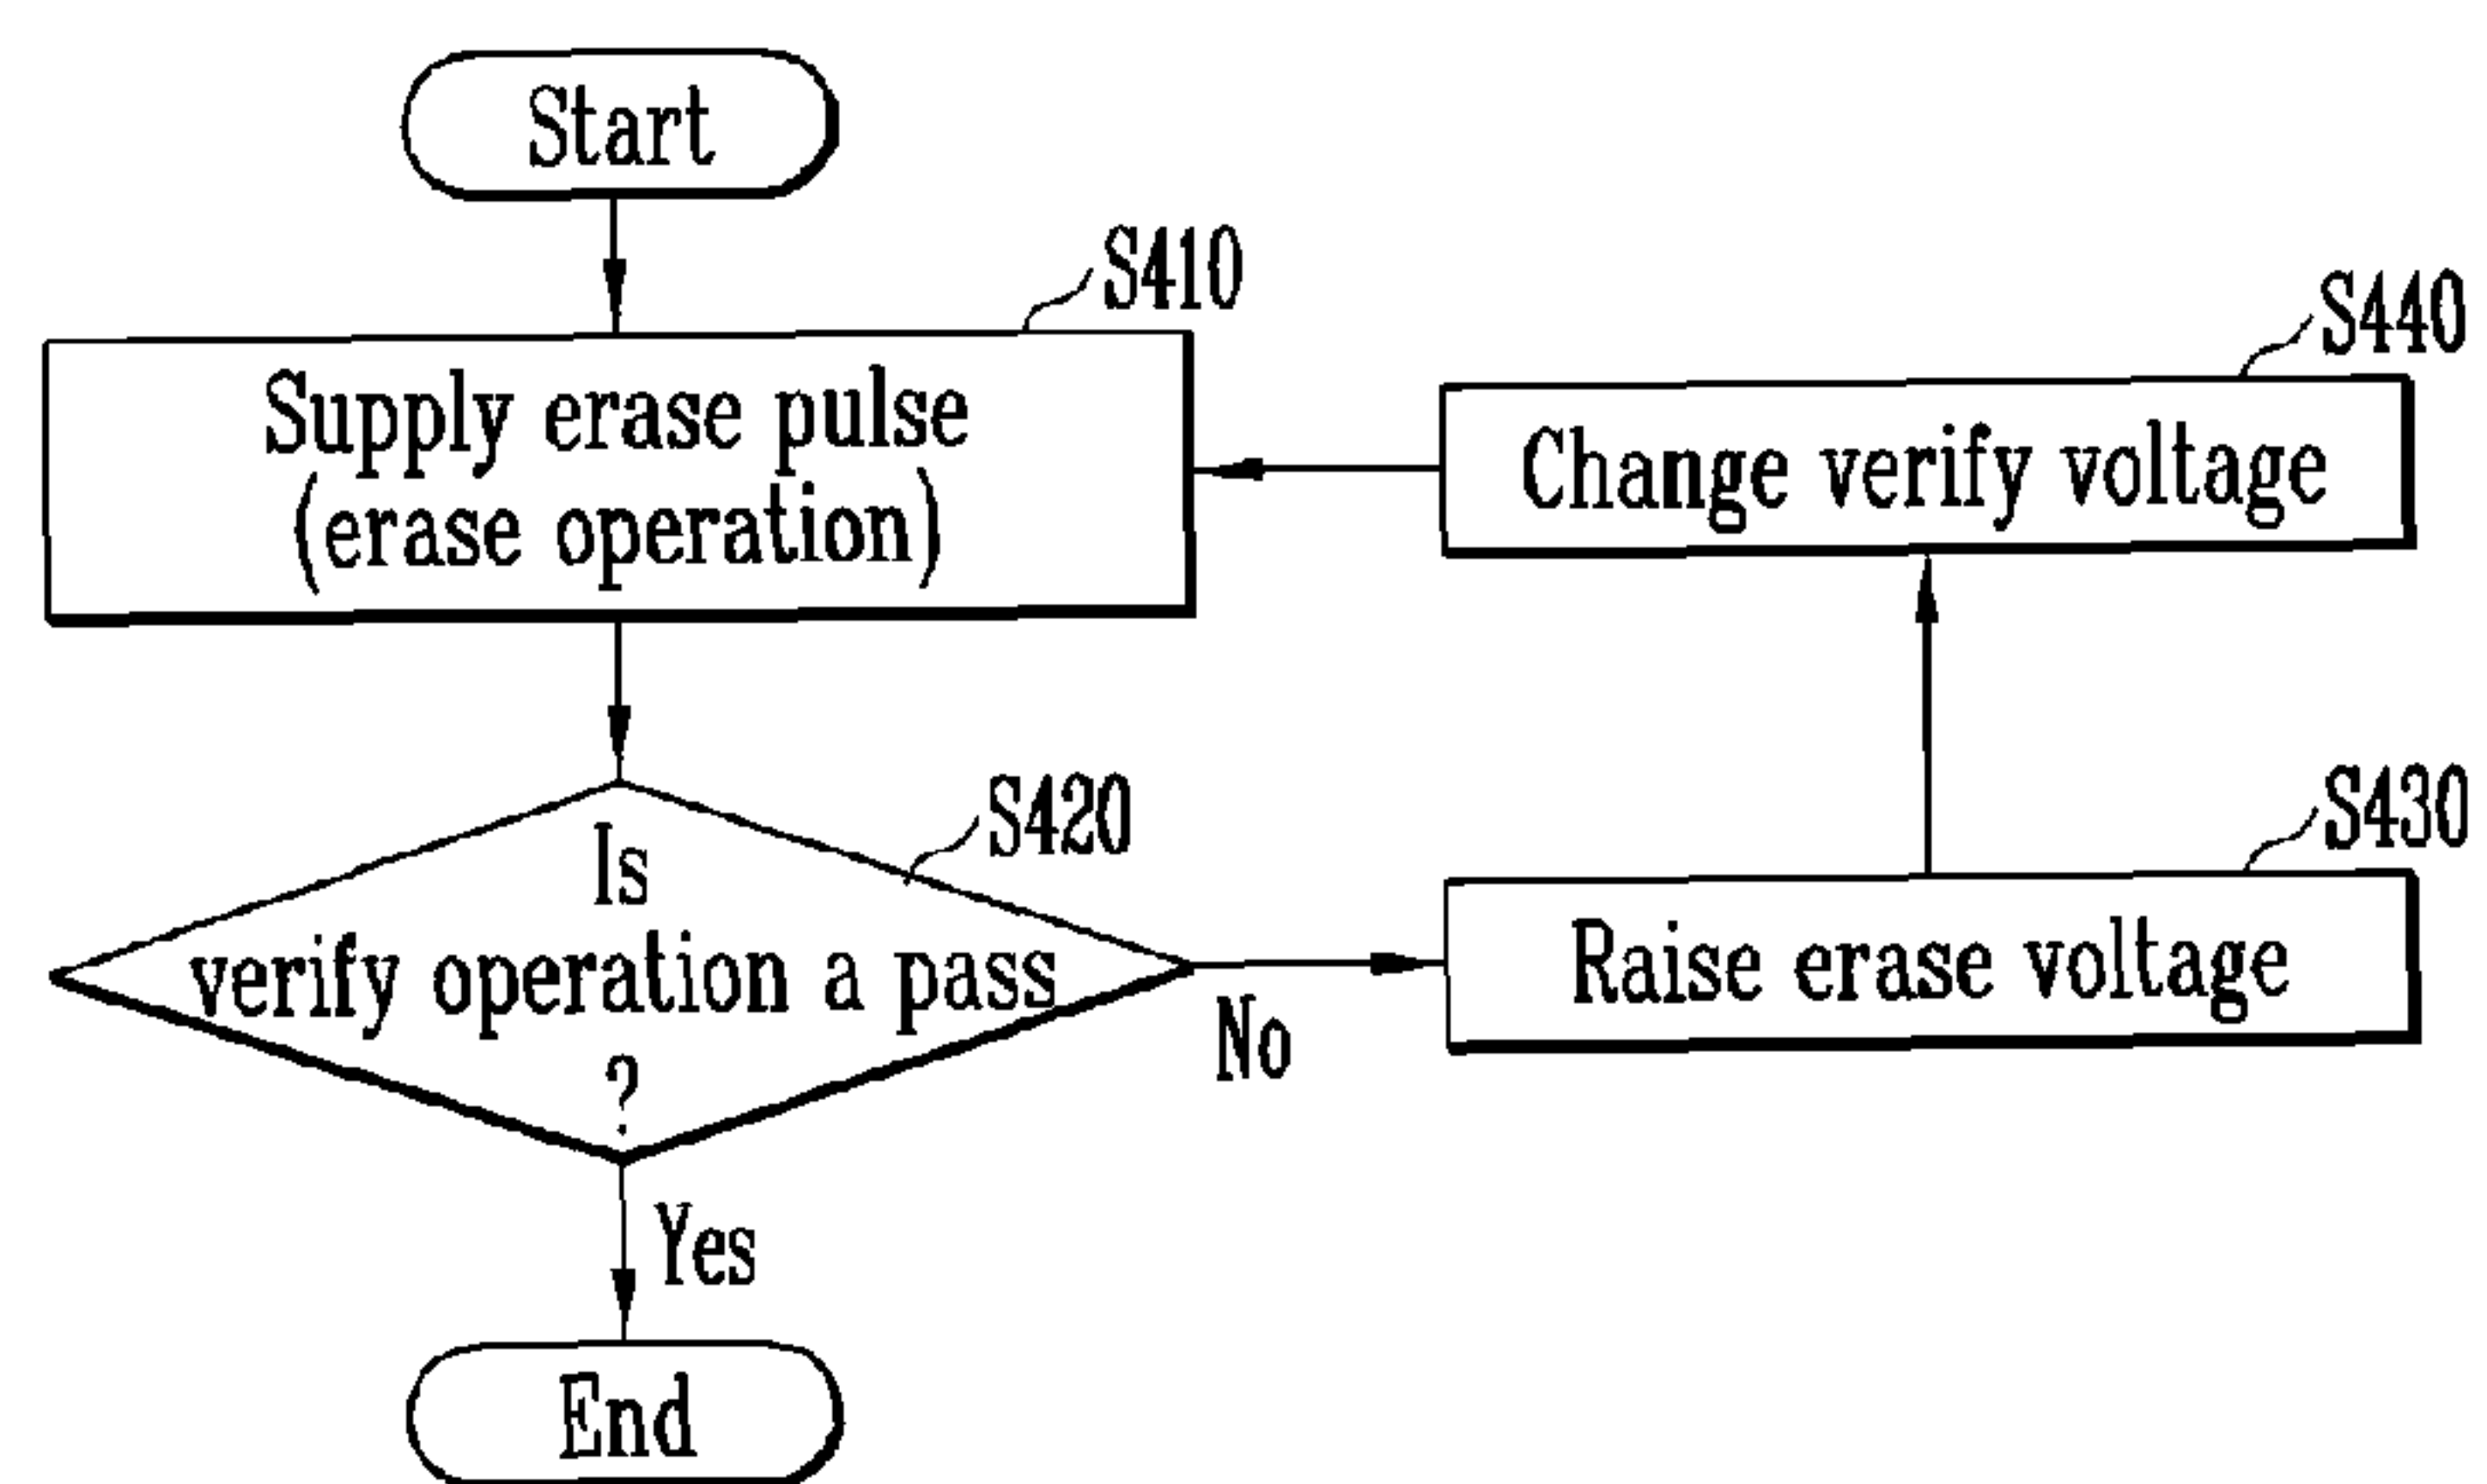 Start
S410
Supply erase pulse
(erase operation)
S440
Change verify voltage
S420
Is
verify operation a pass
?
No
S430
Raise erase voltage
Yes
End